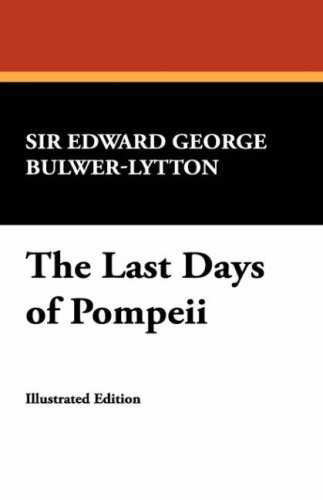 SIR EDWARD GEORGE
BULWER-LYTTON
The Last Days
of Pompeii
Illustrated Edition